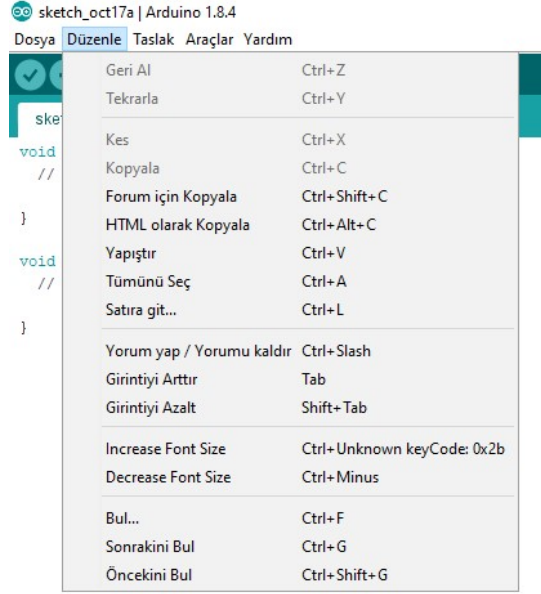 sketch_oct17a | Arduino 1.8.4
Dosya Düzenle Taslak Araçlar Yardım
Geri Al Ctrl+Z
Tekrarla Ctrl+Y
ske
Kes Ctrl+X
void
Kopyala Ctrl+C
//
Forum için Kopyala Ctrl+Shift+C
} HTML olarak Kopyala Ctrl+Alt+C
Yapıştır Ctrl+V
void
Tümünü Seç Ctrl+A
//
Satıra git... Ctrl+L
}
Yorum yap / Yorumu kaldır Ctrl+Slash
Girintiyi Arttır Tab
Girintiyi Azalt Shift+Tab
Increase Font Size Ctrl+Unknown keyCode: 0x2b
Decrease Font Size Ctrl+Minus
Bul... Ctrl+F
Sonrakini Bul Ctrl+G
Öncekini Bul Ctrl+Shift+G